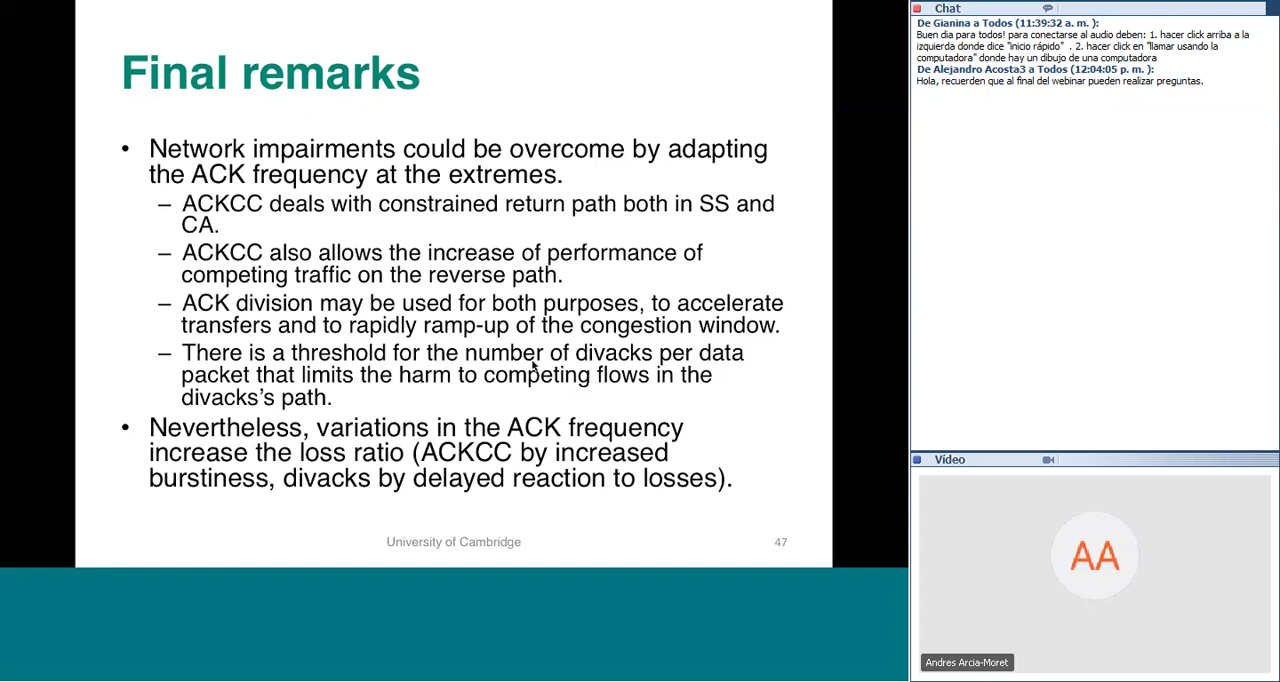 Final remarks
• Network impairments could be overcome by adapting
the ACK frequency at the extremes.
– ACKCC deals with constrained return path both in SS and
CA.
– ACKCC also allows the increase of performance of
competing traffic on the reverse path.
– ACK division may be used for both purposes, to accelerate
transfers and to rapidly ramp-up of the congestion window.
– There is a threshold for the number of divacks per data
packet that limits the harm to competing flows in the
divacks's path.
• Nevertheless, variations in the ACK frequency
increase the loss ratio (ACKCC by increased
burstiness, divacks by delayed reaction to losses).
University of Cambridge
47
Chat
De Gianina a Todos (11:39:32 a. m. ):
Buen dia para todos! para conectarse al audio deben: 1. hacer click arriba a la
izquierda donde dice "inicio rápido" . 2. hacer click en "llamar usando la
computadora" donde hay un dibujo de una computadora
De Alejandro Acosta3 a Todos (12:04:05 p. m. ):
Hola, recuerden que al final del webinar pueden realizar preguntas.
Vídeo
AA
Andres Arcia-Moret